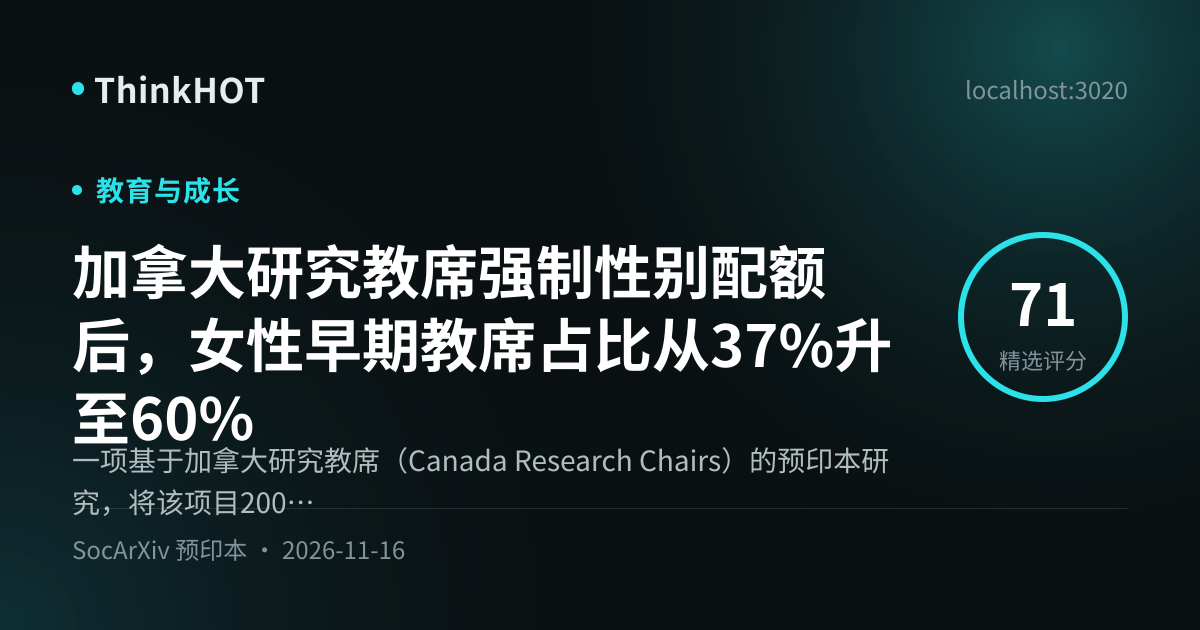 ThinkHOT
localhost:3020
教育与成长
加拿大研究教席强制性别配额
后，女性早期教席占比从37%升
至60%
71
精选评分
一项基于加拿大研究教席（Canada Research Chairs）的预印本研
究，将该项目200…
SocArXiv 预印本 · 2026-11-16